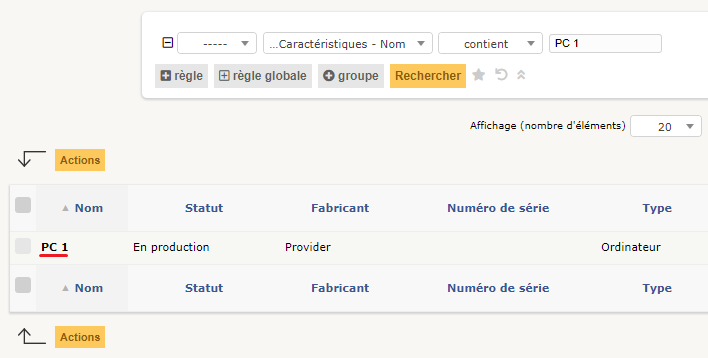 ----- ...Caractéristiques - Nom contient PC 1
règle règle globale groupe Rechercher
Affichage (nombre d'éléments) 20
Actions
Nom Statut Fabricant Numéro de série Type
PC 1 En production Provider Ordinateur
Nom Statut Fabricant Numéro de série Type
Actions